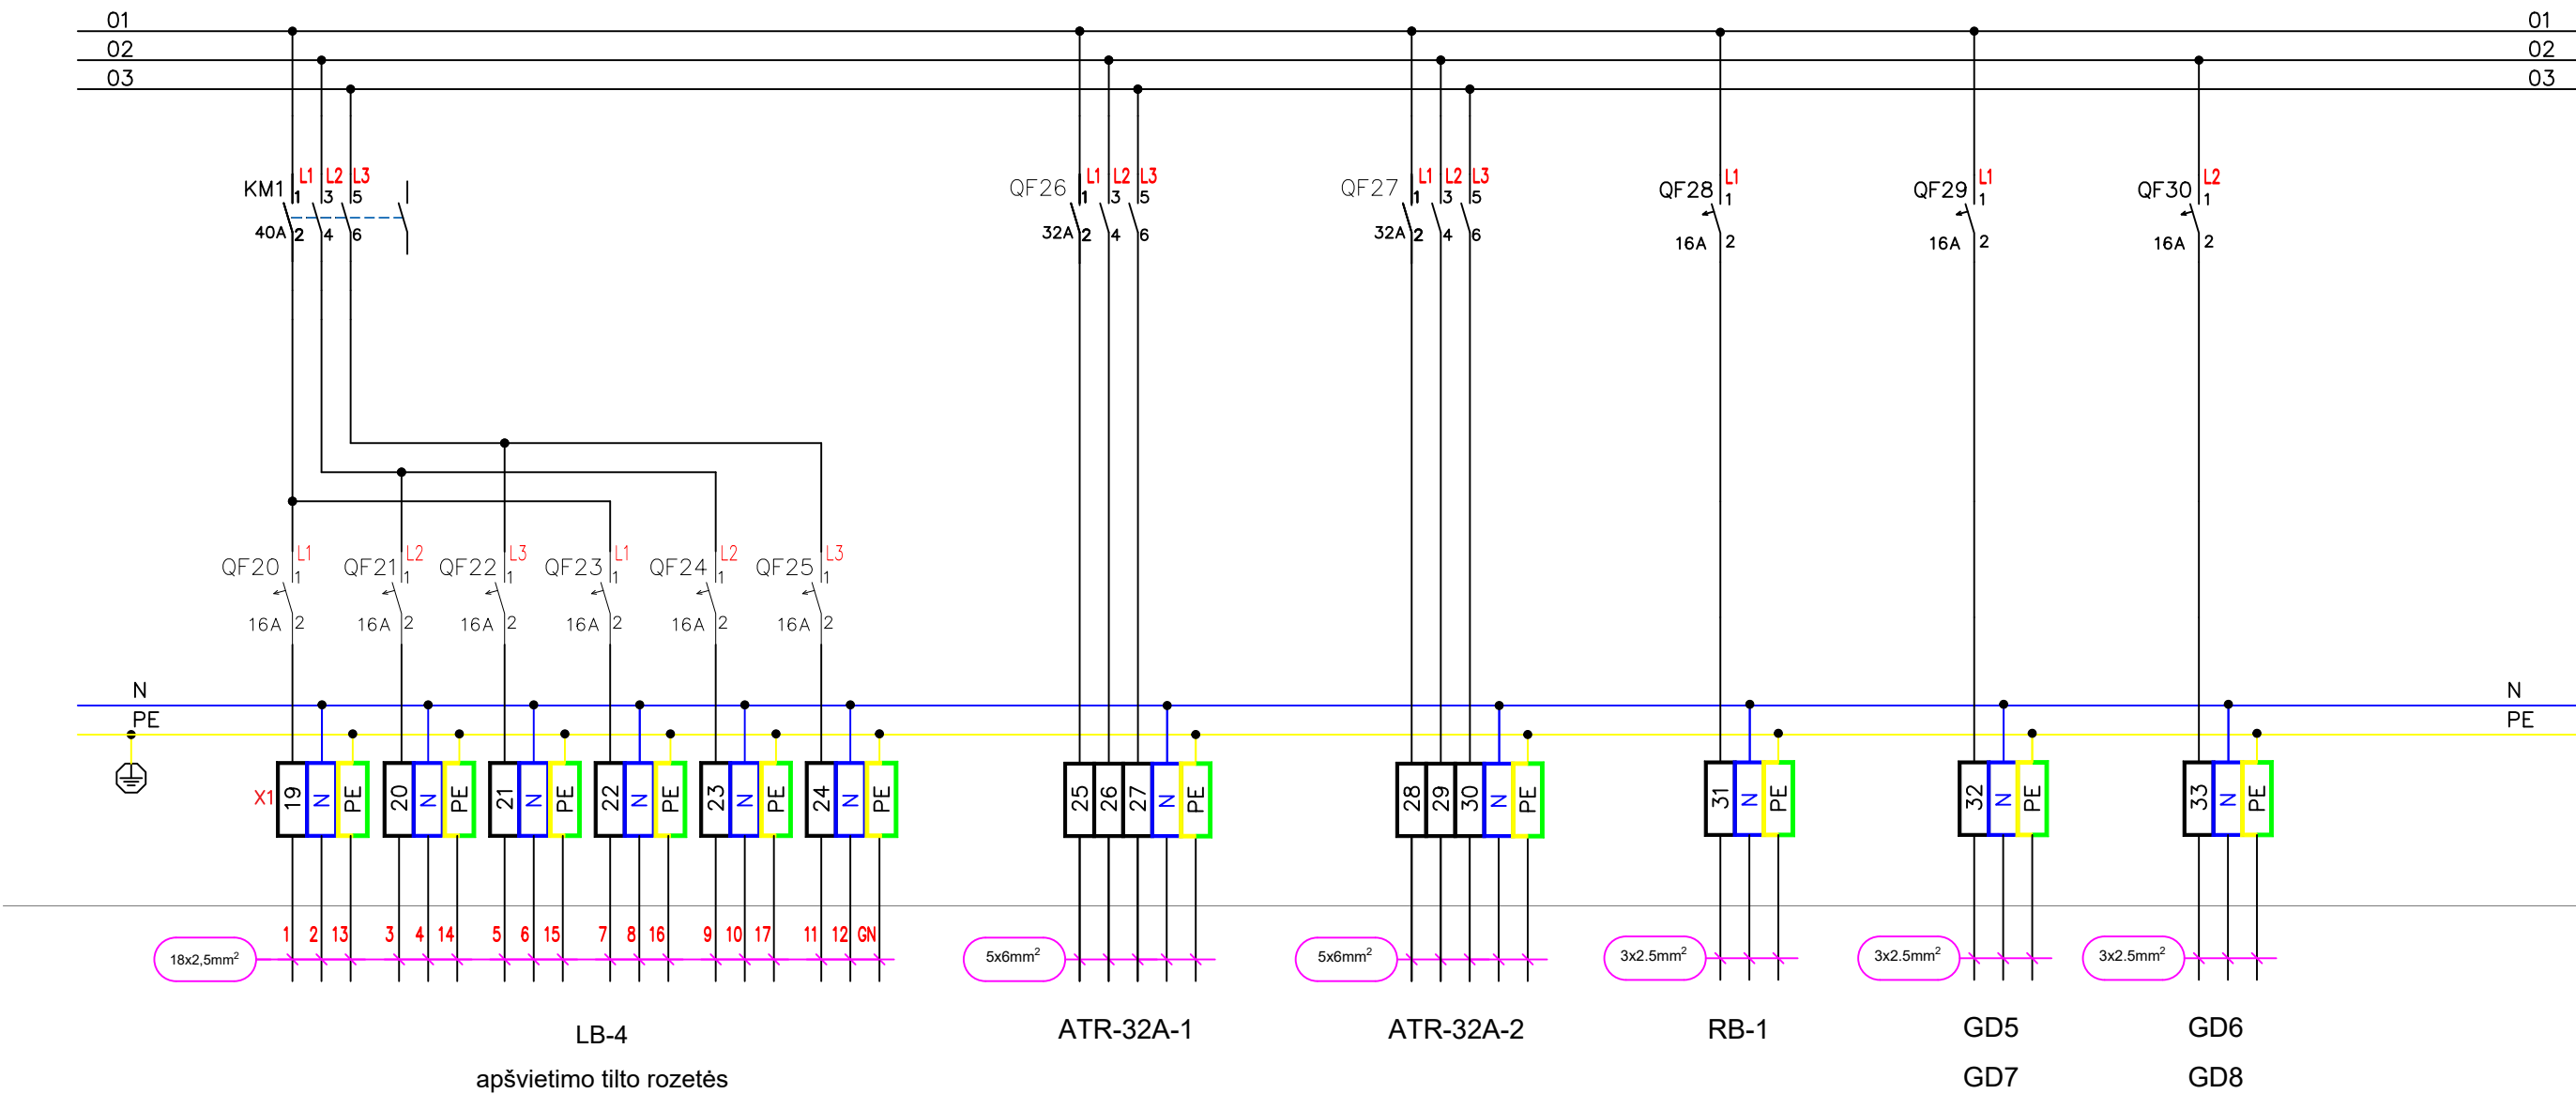 01 01
02 02
03 03
KM1 L1 1 L2 3 L3 5
40A 2 4 6
QF26 L1 1 L2 3 L3 5
32A 2 4 6
QF27 L1 1 L2 3 L3 5
32A 2 4 6
QF28 L1 1
16A 2
QF29 L1 1
16A 2
QF30 L2 1
16A 2
QF20 L1 1
16A 2
QF21 L2 1
16A 2
QF22 L3 1
16A 2
QF23 L1 1
16A 2
QF24 L2 1
16A 2
QF25 L3 1
16A 2
N N
PE PE
X1 19 N PE 20 N PE 21 N PE 22 N PE 23 N PE 24 N PE 25 26 27 N PE 28 29 30 N PE 31 N PE 32 N PE 33 N PE
1 2 13 3 4 14 5 6 15 7 8 16 9 10 17 11 12 GN
18x2,5mm² 5x6mm² 5x6mm² 3x2.5mm² 3x2.5mm² 3x2.5mm²
LB-4 ATR-32A-1 ATR-32A-2 RB-1 GD5 GD6
apšvietimo tilto rozetės GD7 GD8